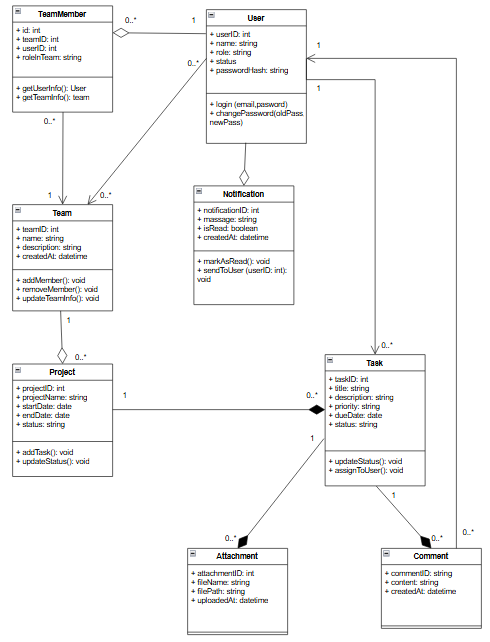 TeamMember
+ id: int
+ teamID: int
+ userID: int
+ roleInTeam: string
+ getUserInfo(): User
+ getTeamInfo(): team
0..*
1
User
+ userID: int
+ name: string
+ role: string
+ status
+ passwordHash: string
+ login (email,pasword)
+ changePassword(oldPass
newPass)
1
1
0..*
0..*
1
0..*
Team
+ teamID: int
+ name: string
+ description: string
+ createdAt: datetime
+ addMember(): void
+ removeMember(): void
+ updateTeamInfo(): void
Notification
+ notificationID: int
+ massage: string
+ isRead: boolean
+ createdAt: datetime
+ markAsRead(): void
+ sendToUser (userID: int):
void
1
0..*
0..*
Project
+ projectID: int
+ projectName: string
+ startDate: date
+ endDate: date
+ status: string
+ addTask(): void
+ updateStatus(): void
1
0..*
Task
+ taskID: int
+ title: string
+ description: string
+ priority: string
+ dueDate: date
+ status: string
+ updateStatus(): void
+ assignToUser(): void
1
1
0..*
0..*
0..*
Attachment
+ attachmentID: int
+ fileName: string
+ filePath: string
+ uploadedAt: datetime
Comment
+ commentID: string
+ content: string
+ createdAt: datetime